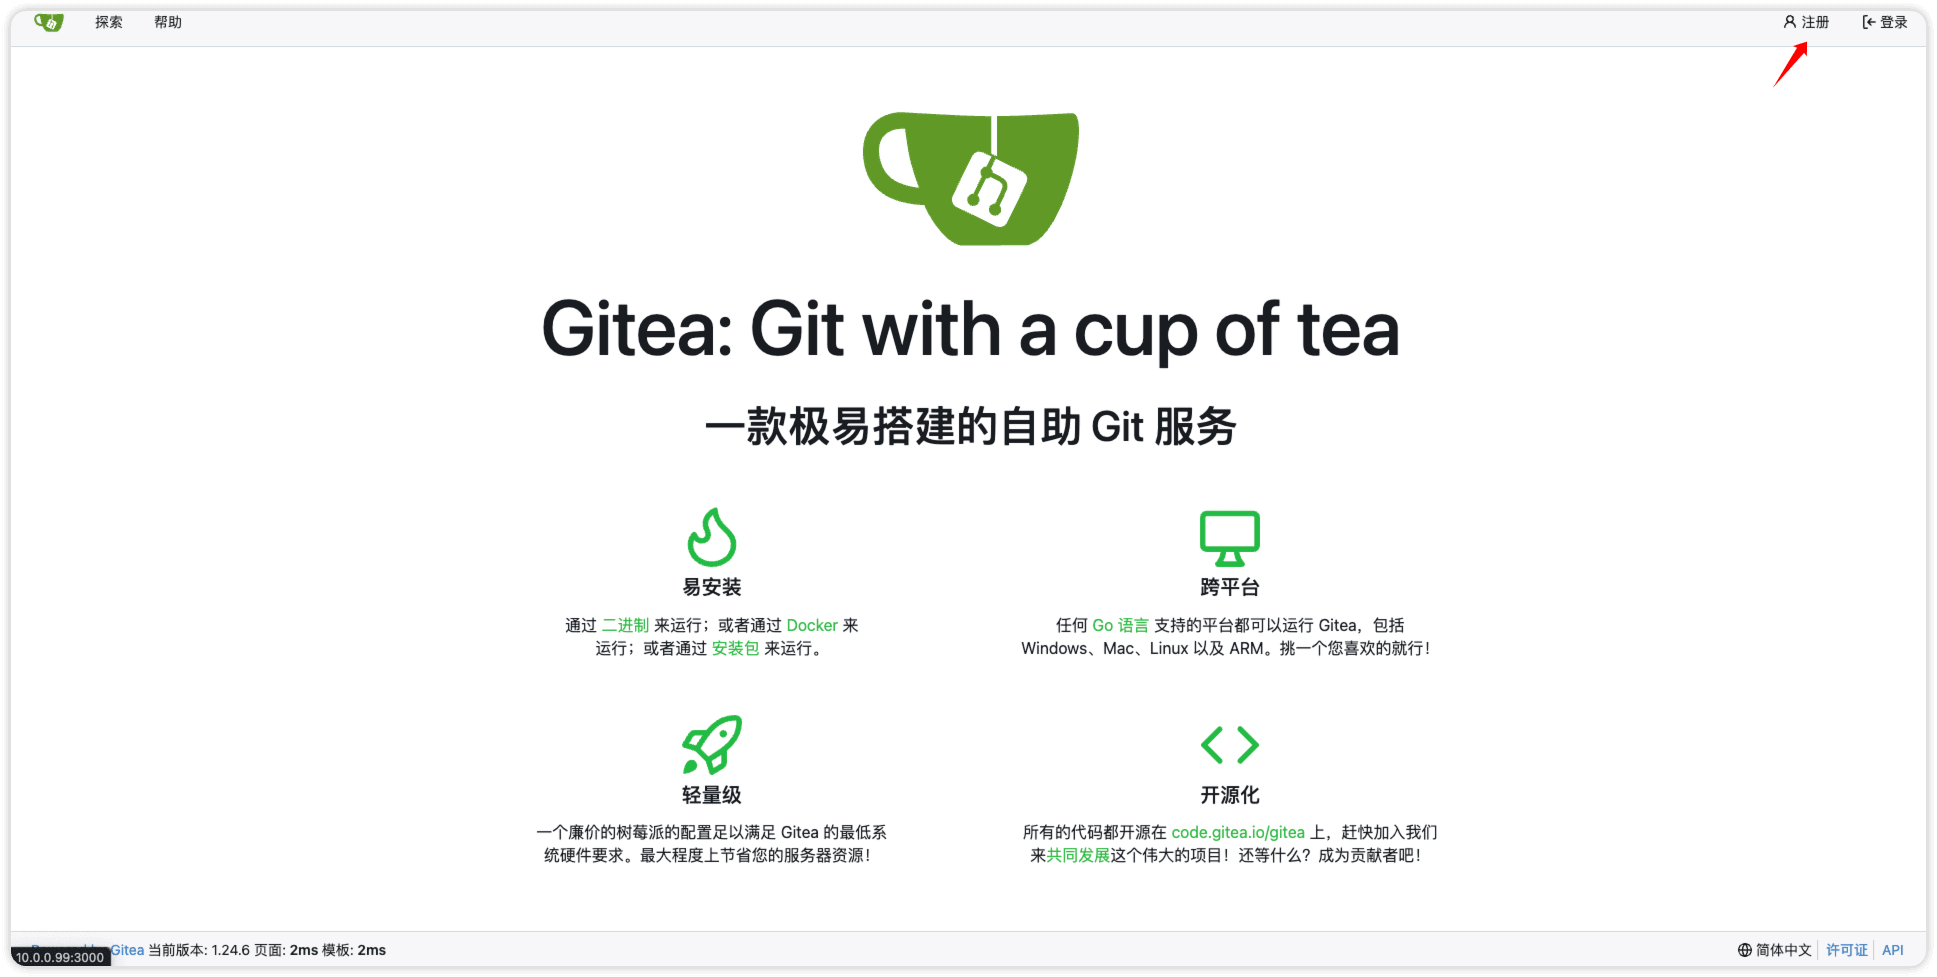 探索 帮助 注册 登录
Gitea: Git with a cup of tea
一款极易搭建的自助 Git 服务
易安装
通过 二进制 来运行；或者通过 Docker 来
运行；或者通过 安装包 来运行。
跨平台
任何 Go 语言 支持的平台都可以运行 Gitea，包括
Windows、Mac、Linux 以及 ARM。挑一个您喜欢的就行！
轻量级
一个廉价的树莓派的配置足以满足 Gitea 的最低系
统硬件要求。最大程度上节省您的服务器资源！
开源化
所有的代码都开源在 code.gitea.io/gitea 上，赶快加入我们
来共同发展这个伟大的项目！还等什么？成为贡献者吧！
Gitea 当前版本: 1.24.6 页面: 2ms 模板: 2ms 简体中文 许可证 API
10.0.0.99:3000